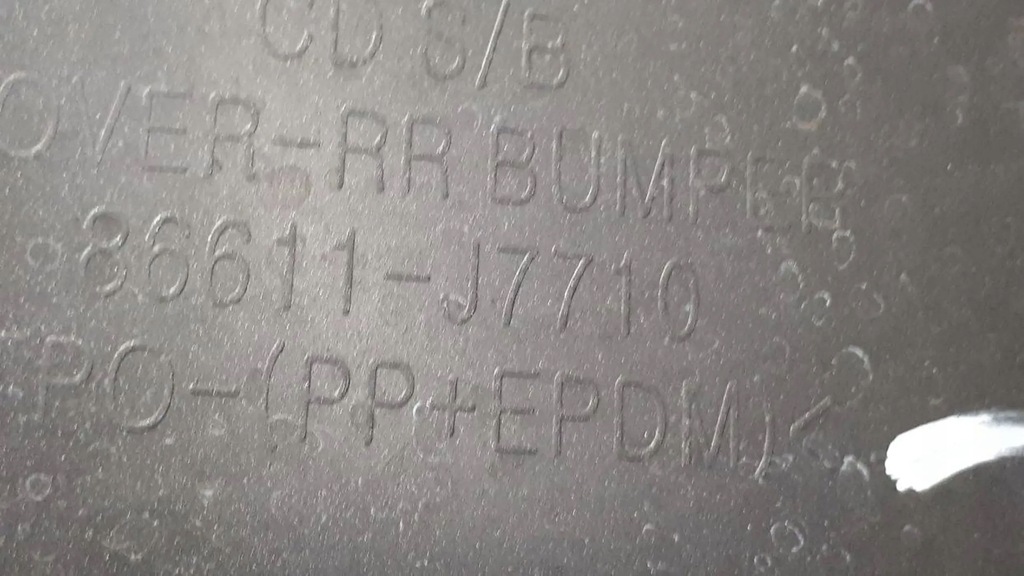 CD S/B
OVER-RR BUMPER
86611-J7710
PO-(PP+EPDM)<